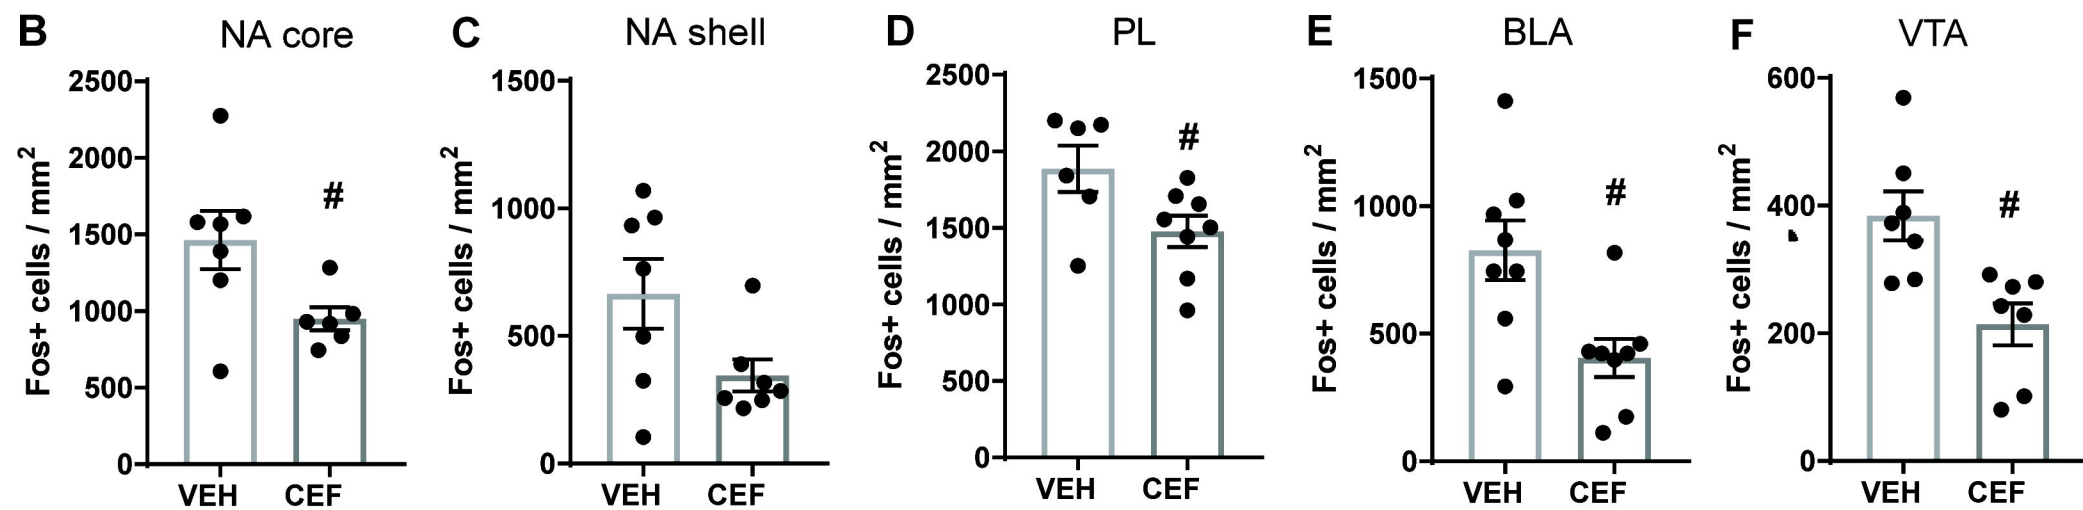 B NA core
2500
2000
1500
1000
500
0
Fos+ cells / mm²
#
VEH CEF
C NA shell
1500
1000
500
0
Fos+ cells / mm²
VEH CEF
D PL
2500
2000
1500
1000
500
0
Fos+ cells / mm²
#
VEH CEF
E BLA
1500
1000
500
0
Fos+ cells / mm²
#
VEH CEF
F VTA
600
400
200
0
Fos+ cells / mm²
#
VEH CEF